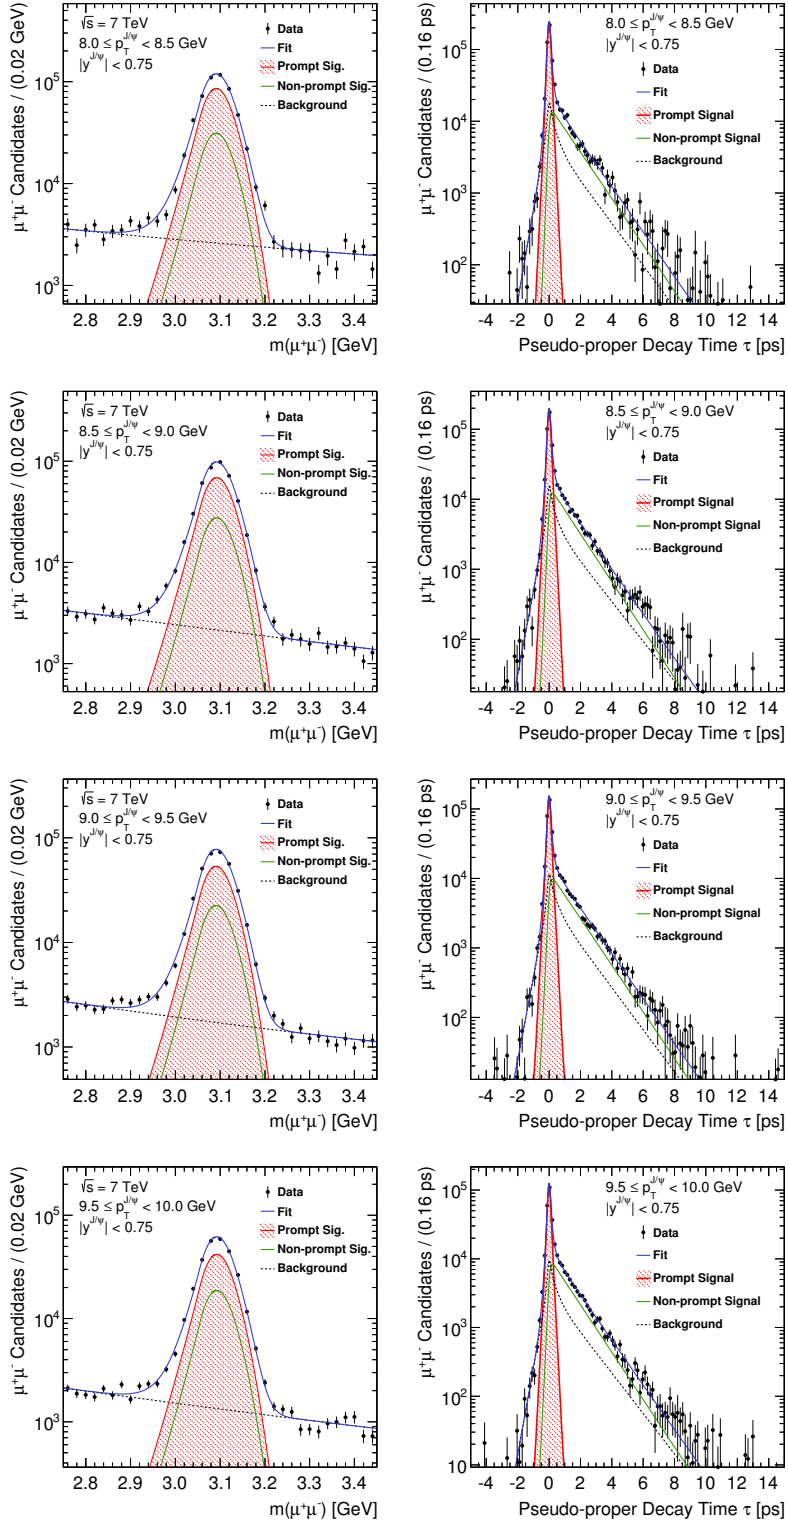 μ⁺μ⁻ Candidates / (0.02 GeV)
√s = 7 TeV
8.0 ≤ p_T^{J/ψ} < 8.5 GeV
|y^{J/ψ}| < 0.75
Data
Fit
Prompt Sig.
Non-prompt Sig.
Background
10⁵
10⁴
10³
2.8 2.9 3.0 3.1 3.2 3.3 3.4
m(μ⁺μ⁻) [GeV]
μ⁺μ⁻ Candidates / (0.16 ps)
8.0 ≤ p_T^{J/ψ} < 8.5 GeV
|y^{J/ψ}| < 0.75
Data
Fit
Prompt Signal
Non-prompt Signal
Background
10⁵
10⁴
10³
10²
-4 -2 0 2 4 6 8 10 12 14
Pseudo-proper Decay Time τ [ps]
μ⁺μ⁻ Candidates / (0.02 GeV)
√s = 7 TeV
8.5 ≤ p_T^{J/ψ} < 9.0 GeV
|y^{J/ψ}| < 0.75
Data
Fit
Prompt Sig.
Non-prompt Sig.
Background
10⁵
10⁴
10³
2.8 2.9 3.0 3.1 3.2 3.3 3.4
m(μ⁺μ⁻) [GeV]
μ⁺μ⁻ Candidates / (0.16 ps)
8.5 ≤ p_T^{J/ψ} < 9.0 GeV
|y^{J/ψ}| < 0.75
Data
Fit
Prompt Signal
Non-prompt Signal
Background
10⁵
10⁴
10³
10²
-4 -2 0 2 4 6 8 10 12 14
Pseudo-proper Decay Time τ [ps]
μ⁺μ⁻ Candidates / (0.02 GeV)
√s = 7 TeV
9.0 ≤ p_T^{J/ψ} < 9.5 GeV
|y^{J/ψ}| < 0.75
Data
Fit
Prompt Sig.
Non-prompt Sig.
Background
10⁵
10⁴
10³
2.8 2.9 3.0 3.1 3.2 3.3 3.4
m(μ⁺μ⁻) [GeV]
μ⁺μ⁻ Candidates / (0.16 ps)
9.0 ≤ p_T^{J/ψ} < 9.5 GeV
|y^{J/ψ}| < 0.75
Data
Fit
Prompt Signal
Non-prompt Signal
Background
10⁵
10⁴
10³
10²
-4 -2 0 2 4 6 8 10 12 14
Pseudo-proper Decay Time τ [ps]
μ⁺μ⁻ Candidates / (0.02 GeV)
√s = 7 TeV
9.5 ≤ p_T^{J/ψ} < 10.0 GeV
|y^{J/ψ}| < 0.75
Data
Fit
Prompt Sig.
Non-prompt Sig.
Background
10⁵
10⁴
10³
2.8 2.9 3.0 3.1 3.2 3.3 3.4
m(μ⁺μ⁻) [GeV]
μ⁺μ⁻ Candidates / (0.16 ps)
9.5 ≤ p_T^{J/ψ} < 10.0 GeV
|y^{J/ψ}| < 0.75
Data
Fit
Prompt Signal
Non-prompt Signal
Background
10⁵
10⁴
10³
10²
10
-4 -2 0 2 4 6 8 10 12 14
Pseudo-proper Decay Time τ [ps]